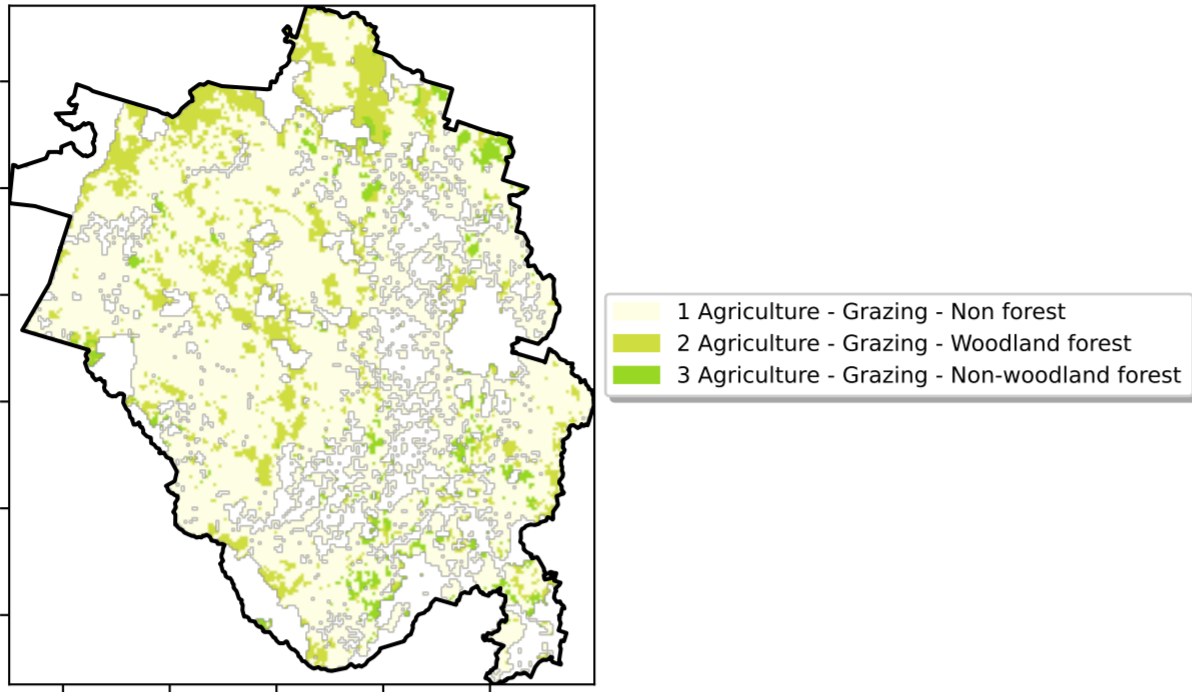 1 Agriculture - Grazing - Non forest
2 Agriculture - Grazing - Woodland forest
3 Agriculture - Grazing - Non-woodland forest